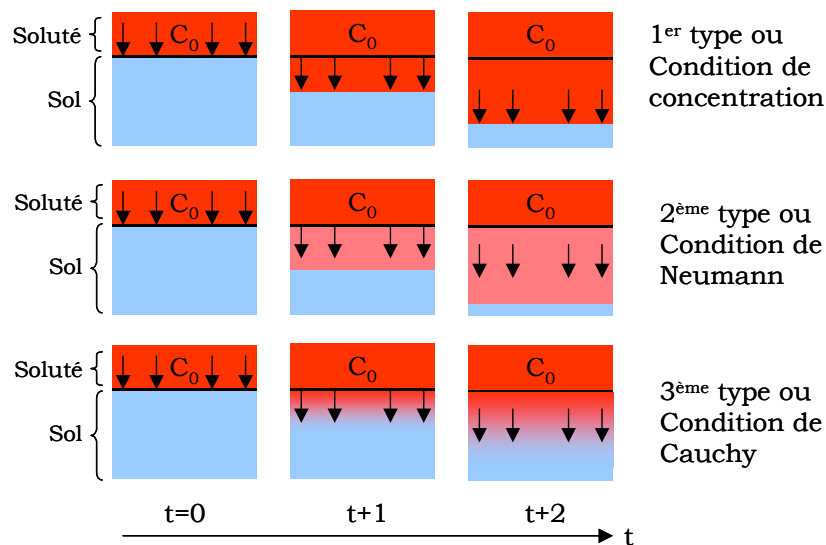 Soluté
C0
C0
C0
1er type ou
Condition de
concentration
Sol
Soluté
C0
C0
C0
2ème type ou
Condition de
Neumann
Sol
Soluté
C0
C0
C0
3ème type ou
Condition de
Cauchy
Sol
t=0
t+1
t+2
t